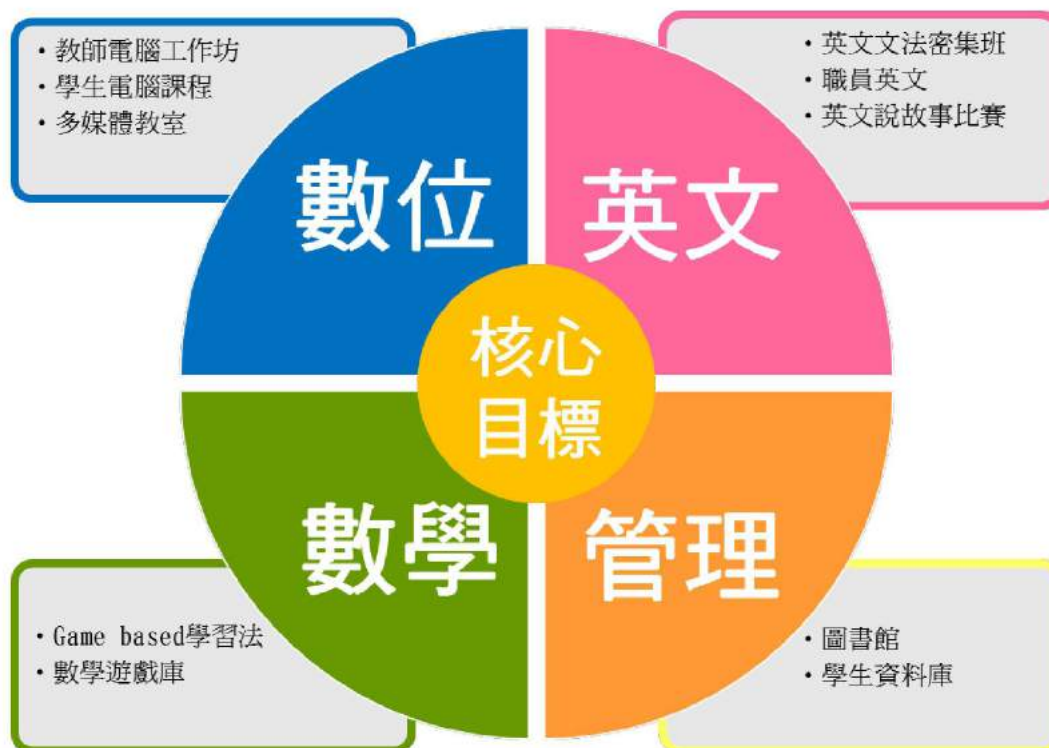 ・教師電腦工作坊
・學生電腦課程
・多媒體教室
・英文文法密集班
・職員英文
・英文說故事比賽
數位
英文
核心
目標
數學
管理
・Game based學習法
・數學遊戲庫
・圖書館
・學生資料庫